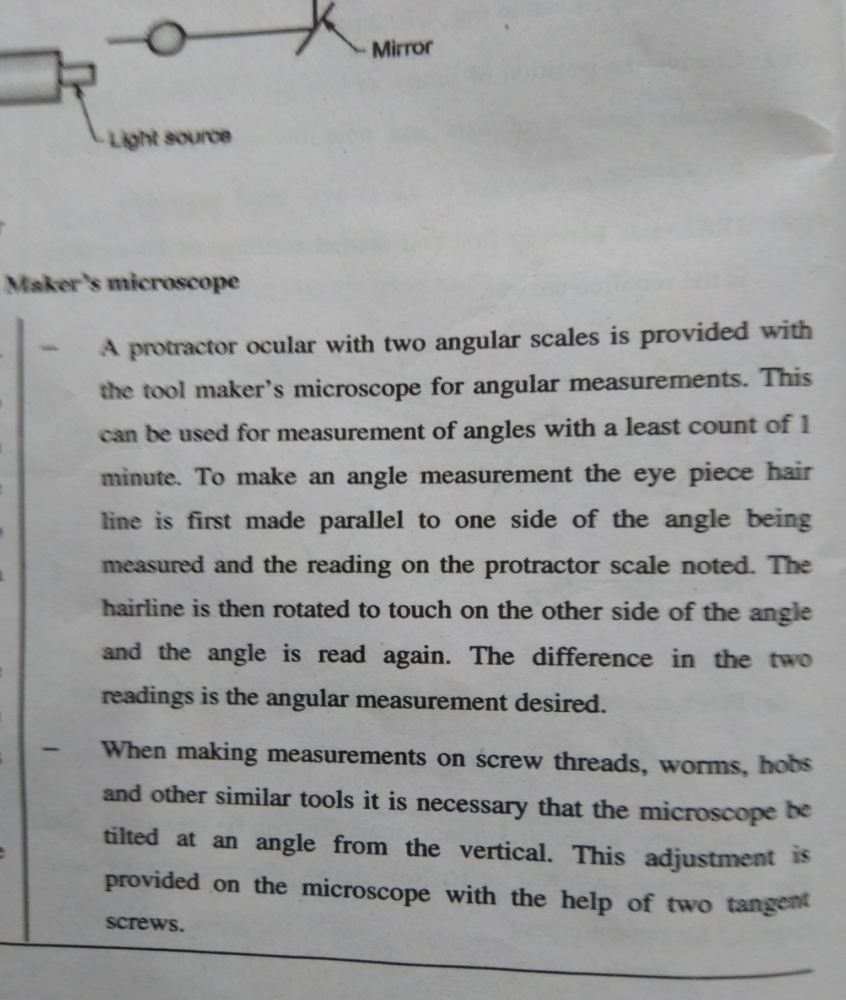 Mirror
Light source
Maker's microscope
– A protractor ocular with two angular scales is provided with
the tool maker's microscope for angular measurements. This
can be used for measurement of angles with a least count of 1
minute. To make an angle measurement the eye piece hair
line is first made parallel to one side of the angle being
measured and the reading on the protractor scale noted. The
hairline is then rotated to touch on the other side of the angle
and the angle is read again. The difference in the two
readings is the angular measurement desired.
– When making measurements on screw threads, worms, hobs
and other similar tools it is necessary that the microscope be
tilted at an angle from the vertical. This adjustment is
provided on the microscope with the help of two tangent
screws.